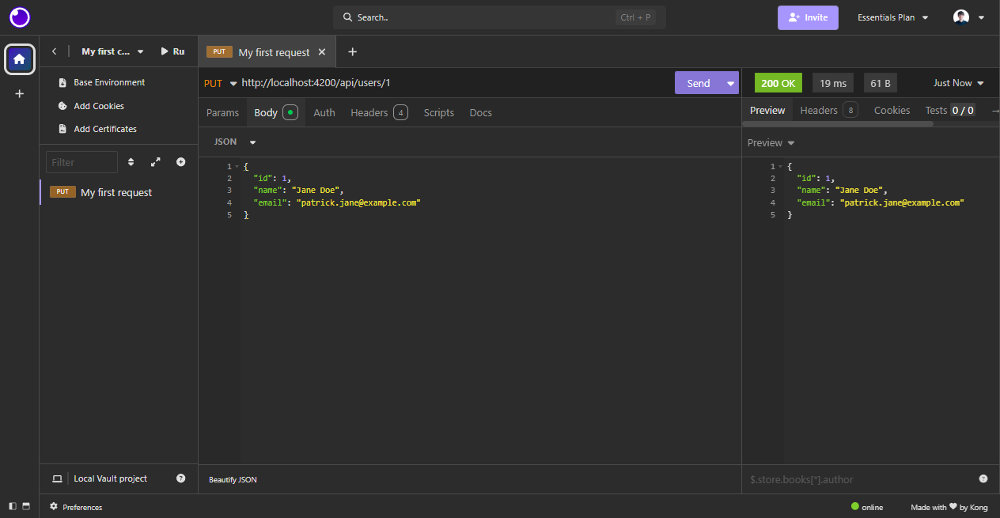 Search.. Ctrl + P Invite Essentials Plan
My first c... Ru PUT My first request
Base Environment
Add Cookies
Add Certificates
Filter
PUT My first request
PUT http://localhost:4200/api/users/1 Send
Params Body Auth Headers 4 Scripts Docs
JSON
1 {
2 "id": 1,
3 "name": "Jane Doe",
4 "email": "patrick.jane@example.com"
5 }
200 OK 19 ms 61 B Just Now
Preview Headers 8 Cookies Tests 0 / 0
Preview
1 {
2 "id": 1,
3 "name": "Jane Doe",
4 "email": "patrick.jane@example.com"
5 }
Local Vault project ? Beautify JSON $.store.books[*].author ?
Preferences online Made with ♥ by Kong